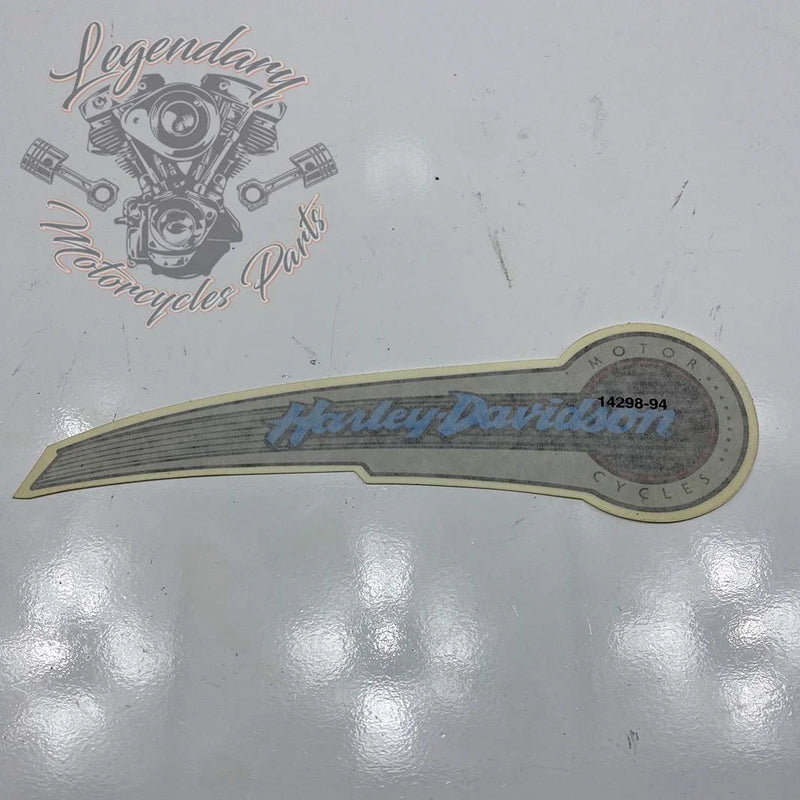 Legendary
Motorcycles Parts
MOTOR
14298-94
Harley-Davidson
CYCLES